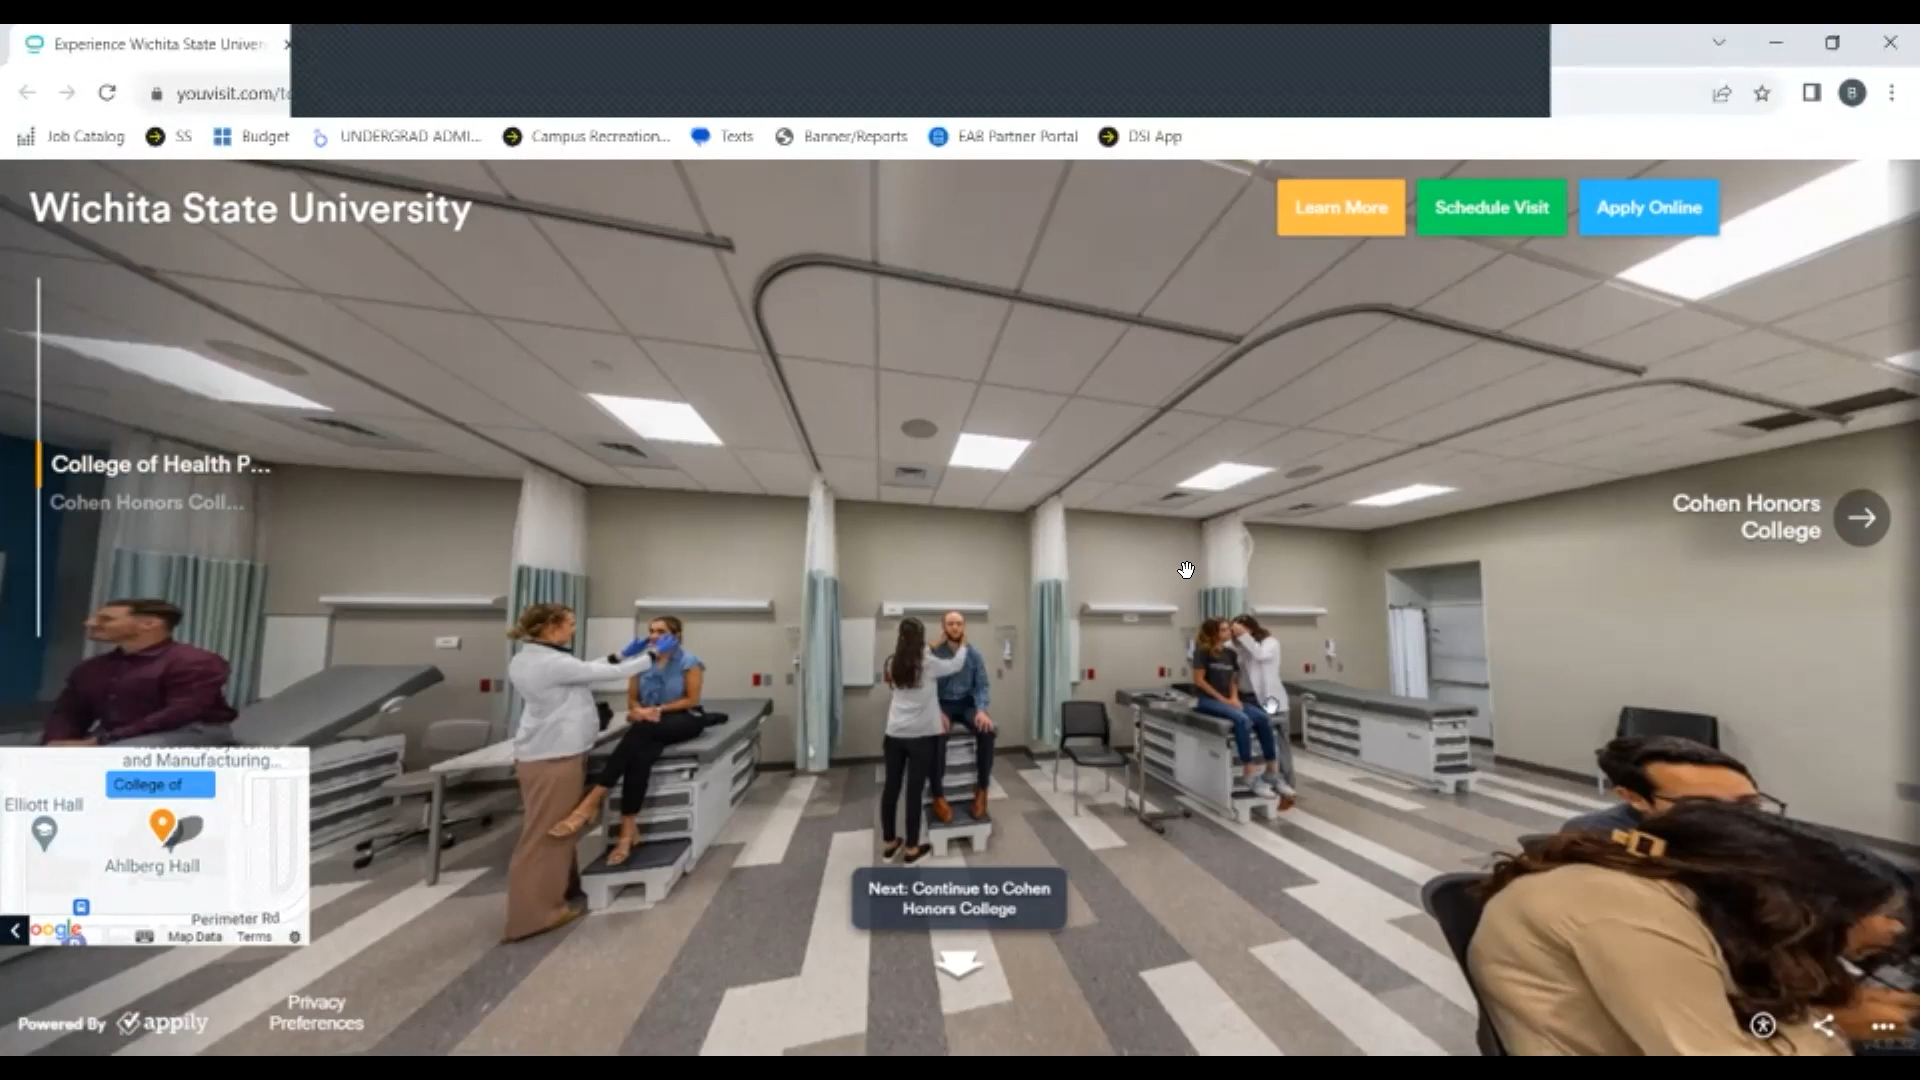 Experience Wichita State Univer
youvisit.com/to
B
Job Catalog
SS
Budget
UNDERGRAD ADMI...
Campus Recreation...
Texts
Banner/Reports
EAB Partner Portal
DSI App
Wichita State University
Learn More
Schedule Visit
Apply Online
College of Health P...
Cohen Honors Coll...
Cohen Honors
College
and Manufacturing...
College of
Elliott Hall
Ahlberg Hall
Perimeter Rd
oogle
Map Data
Terms
Next: Continue to Cohen
Honors College
Powered By appily
Privacy
Preferences